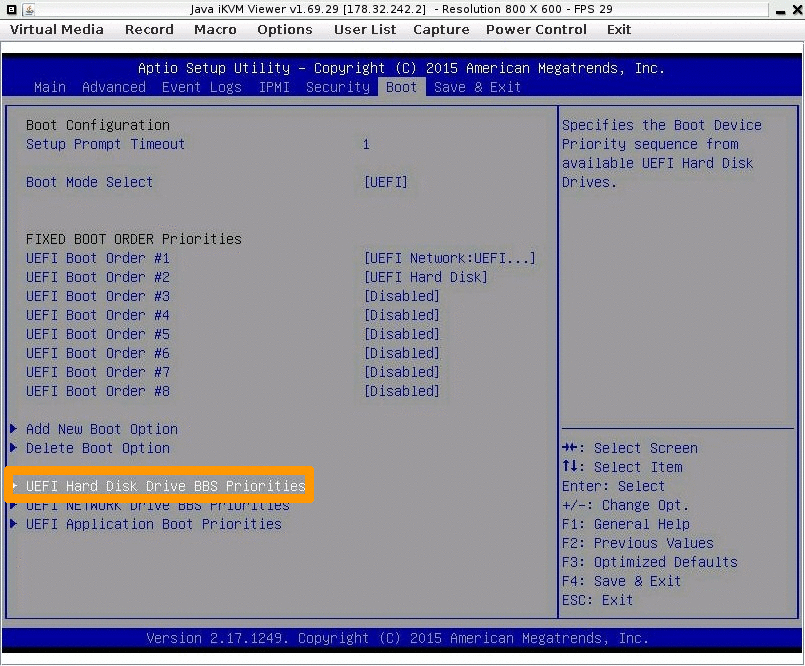 Java iKVM Viewer v1.69.29 [178.32.242.2] - Resolution 800 X 600 - FPS 29
Virtual Media Record Macro Options User List Capture Power Control Exit
Aptio Setup Utility – Copyright (C) 2015 American Megatrends, Inc.
Main Advanced Event Logs IPMI Security Boot Save & Exit
Boot Configuration
Setup Prompt Timeout 1
Boot Mode Select [UEFI]
FIXED BOOT ORDER Priorities
UEFI Boot Order #1 [UEFI Network:UEFI...]
UEFI Boot Order #2 [UEFI Hard Disk]
UEFI Boot Order #3 [Disabled]
UEFI Boot Order #4 [Disabled]
UEFI Boot Order #5 [Disabled]
UEFI Boot Order #6 [Disabled]
UEFI Boot Order #7 [Disabled]
UEFI Boot Order #8 [Disabled]
Add New Boot Option
Delete Boot Option
UEFI Hard Disk Drive BBS Priorities
UEFI NETWORK Drive BBS Priorities
UEFI Application Boot Priorities
Specifies the Boot Device
Priority sequence from
available UEFI Hard Disk
Drives.
→←: Select Screen
↑↓: Select Item
Enter: Select
+/-: Change Opt.
F1: General Help
F2: Previous Values
F3: Optimized Defaults
F4: Save & Exit
ESC: Exit
Version 2.17.1249. Copyright (C) 2015 American Megatrends, Inc.